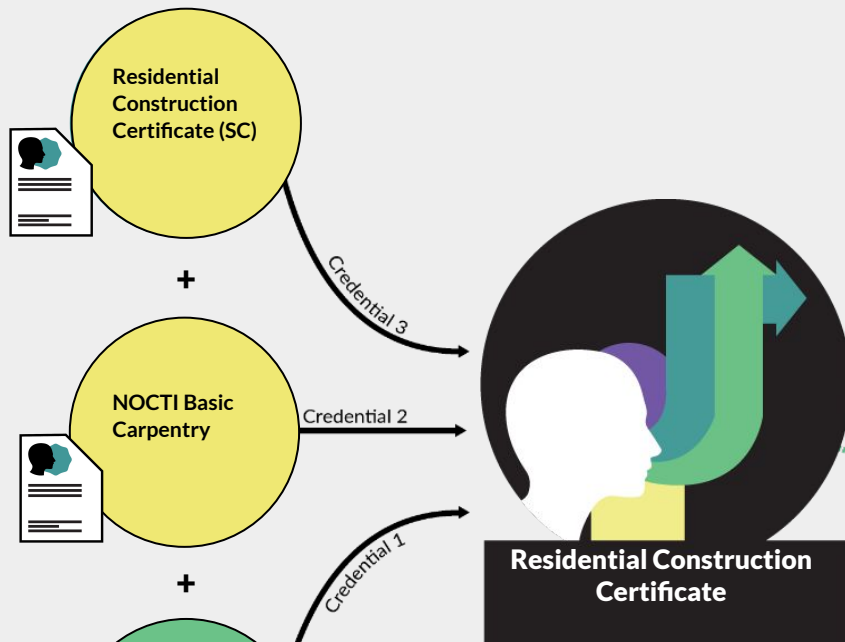 Residential
Construction
Certificate (SC)
+
Credential 3
NOCTI Basic
Carpentry
Credential 2
+
Credential 1
Residential Construction
Certificate